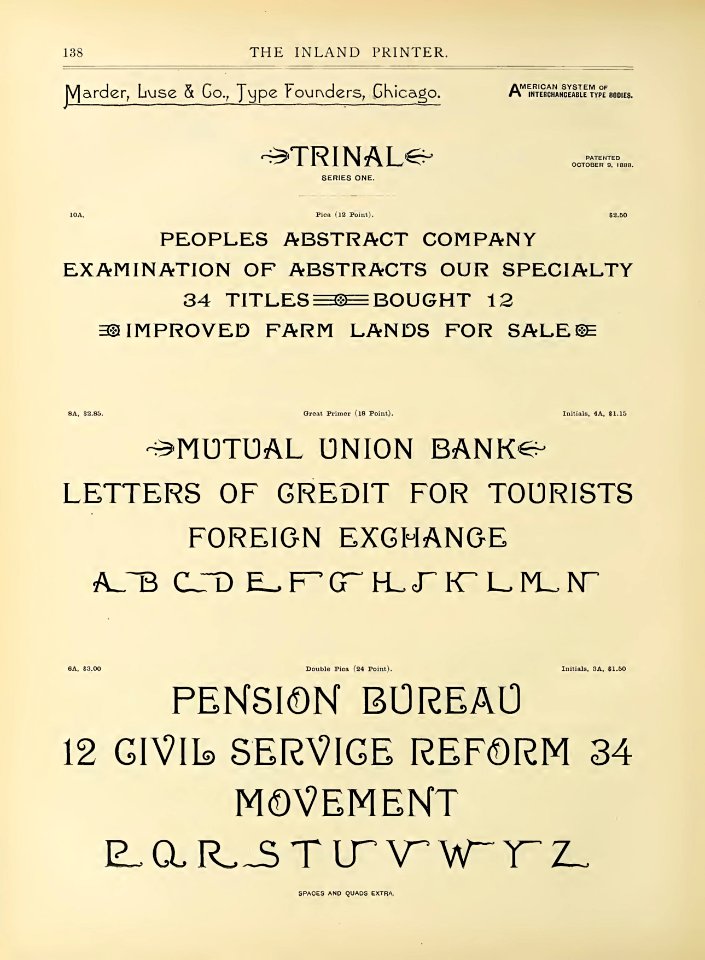 138 THE INLAND PRINTER.
Marder, Luse & Co., Type Founders, Chicago.
AMERICAN SYSTEM OF
INTERCHANGEABLE TYPE BODIES.
TRINAL
SERIES ONE.
PATENTED
OCTOBER 9, 1888.
10A, Pica (12 Point). $2.50
PEOPLES ABSTRACT COMPANY
EXAMINATION OF ABSTRACTS OUR SPECIALTY
34 TITLES BOUGHT 12
IMPROVED FARM LANDS FOR SALE
8A, $2.85. Great Primer (18 Point). Initials, 4A, $1.15
MUTUAL UNION BANK
LETTERS OF CREDIT FOR TOURISTS
FOREIGN EXCHANGE
A B C D E F G H J K L M N
6A, $3.00 Double Pica (24 Point). Initials, 3A, $1.50
PENSION BUREAU
12 CIVIL SERVICE REFORM 34
MOVEMENT
P Q R S T U V W Y Z
SPACES AND QUADS EXTRA.